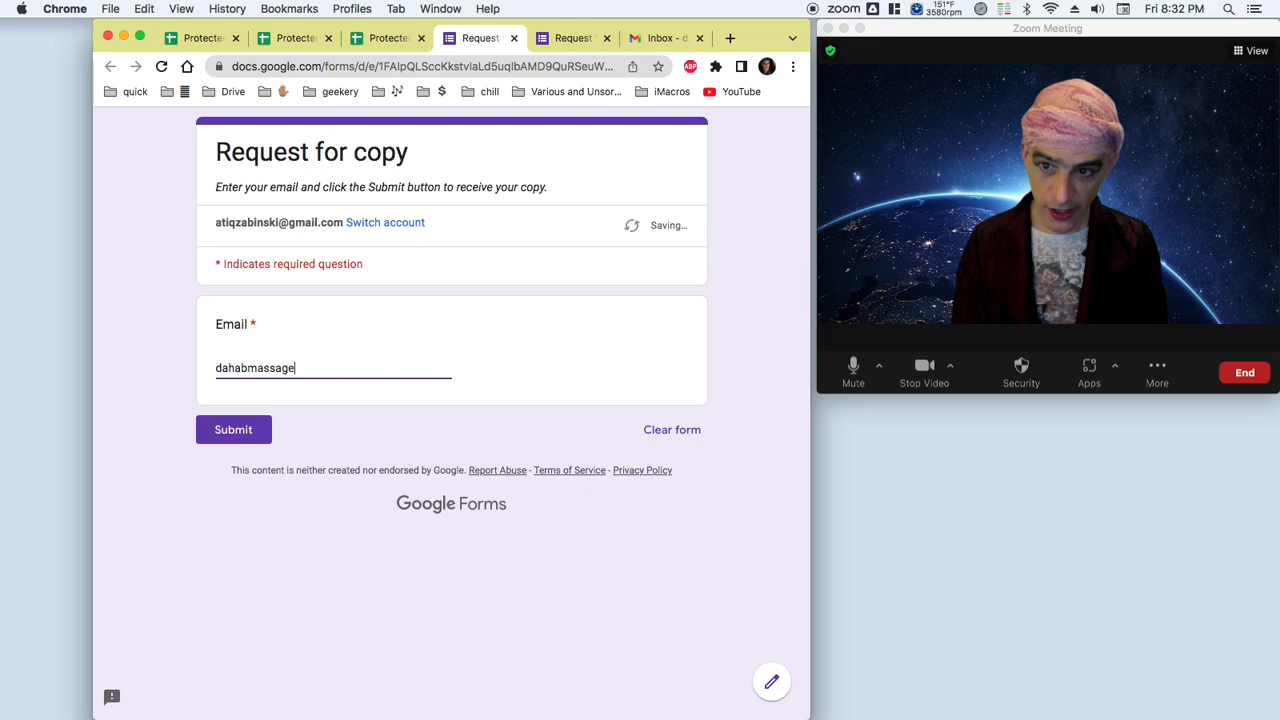 Chrome File Edit View History Bookmarks Profiles Tab Window Help
zoom 151°F 3580rpm Fri 8:32 PM
Protecte Protecte Protecte Request Request Inbox - d
docs.google.com/forms/d/e/
quick Drive geekery $ chill Various and Unsor... iMacros YouTube
Request for copy
Enter your email and click the Submit button to receive your copy.
atiqzabinski@gmail.com Switch account
Saving...
* Indicates required question
Email *
dahabmassage
Submit
Clear form
This content is neither created nor endorsed by Google. Report Abuse - Terms of Service - Privacy Policy
Google Forms
Zoom Meeting
View
Mute Stop Video Security Apps More End